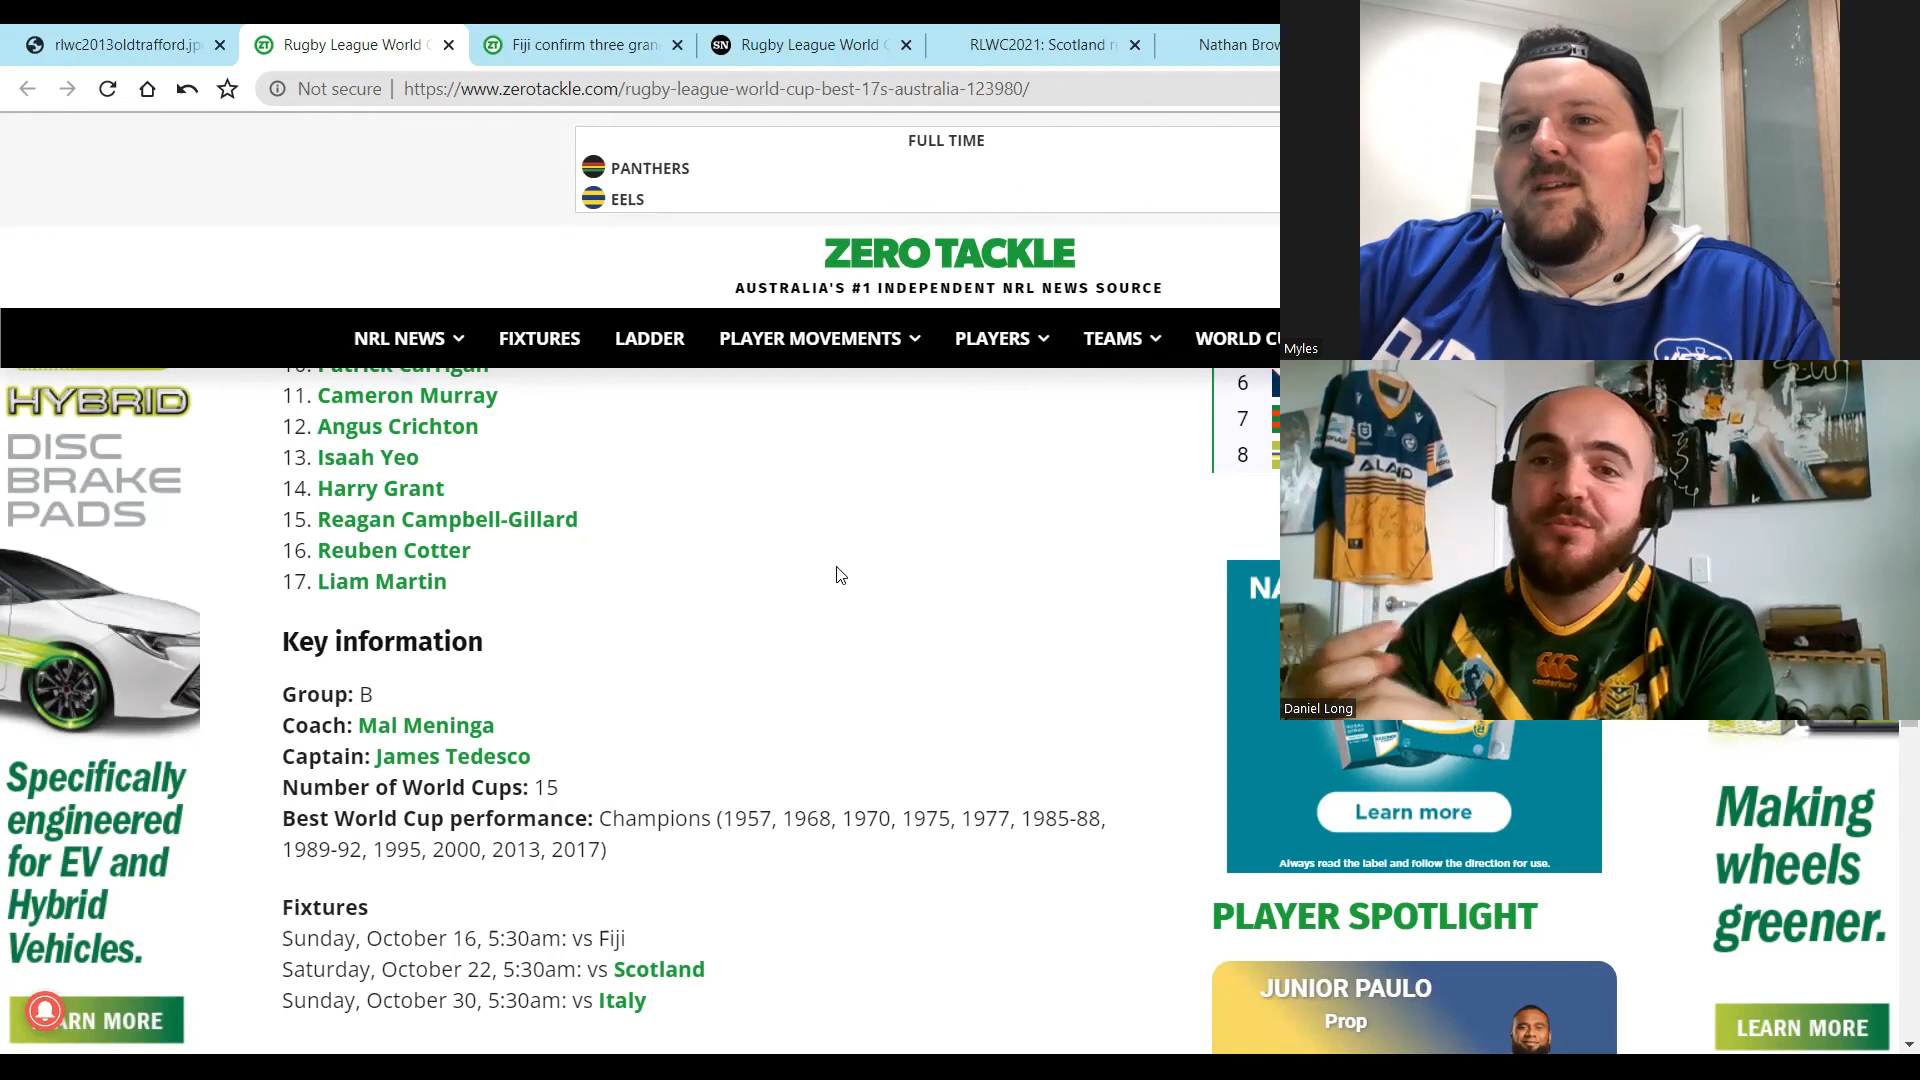 rlwc2013oldtrafford.jp
Rugby League World C
Fiji confirm three gran
SN
Rugby League World C
RLWC2021: Scotland r
Nathan Brow
Not secure
https://www.zerotackle.com/rugby-league-world-cup-best-17s-australia-123980/
FULL TIME
PANTHERS
EELS
ZERO TACKLE
AUSTRALIA'S #1 INDEPENDENT NRL NEWS SOURCE
NRL NEWS
FIXTURES
LADDER
PLAYER MOVEMENTS
PLAYERS
TEAMS
WORLD CU
Myles
10. Patrick Carrigan
11. Cameron Murray
12. Angus Crichton
13. Isaah Yeo
14. Harry Grant
15. Reagan Campbell-Gillard
16. Reuben Cotter
17. Liam Martin
6
7
8
HYBRID
DISC
BRAKE
PADS
Specifically
engineered
for EV and
Hybrid
Vehicles.
ARN MORE
Key information
Group: B
Coach: Mal Meninga
Captain: James Tedesco
Number of World Cups: 15
Best World Cup performance: Champions (1957, 1968, 1970, 1975, 1977, 1985-88,
1989-92, 1995, 2000, 2013, 2017)
Fixtures
Sunday, October 16, 5:30am: vs Fiji
Saturday, October 22, 5:30am: vs Scotland
Sunday, October 30, 5:30am: vs Italy
ALAND
canterbury
Daniel Long
Learn more
Always read the label and follow the direction for use.
PLAYER SPOTLIGHT
JUNIOR PAULO
Prop
Making
wheels
greener.
LEARN MORE